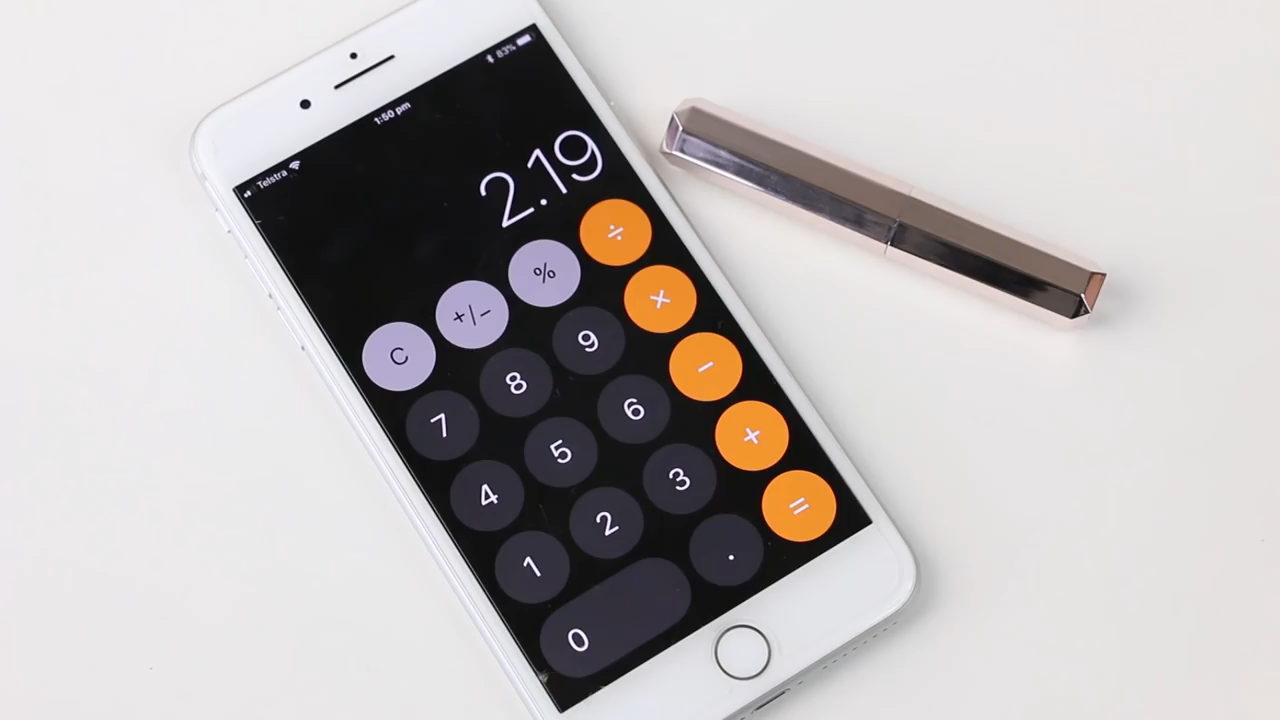 Telstra 1:50 pm 83%
2.19
C +/− % ÷
7 8 9 ×
4 5 6 −
1 2 3 +
0 . =